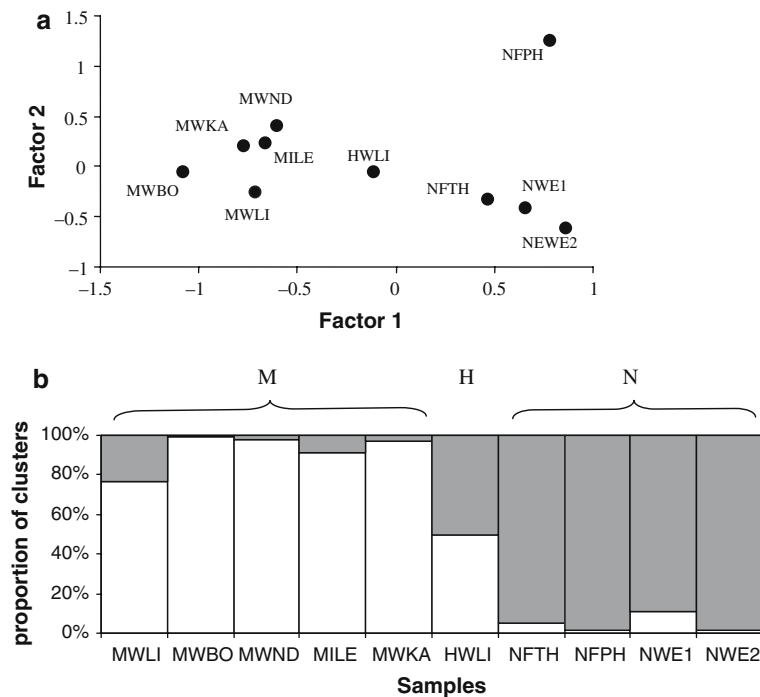 a
1.5
1
0.5
0
−0.5
−1
Factor 2
NFPH
MWND
MWKA
MILE
HWLI
MWBO
MWLI
NFTH
NWE1
NEWE2
−1.5 −1 −0.5 0 0.5 1
Factor 1
b
M H N
100%
80%
60%
40%
20%
0%
proportion of clusters
MWLI MWBO MWND MILE MWKA HWLI NFTH NFPH NWE1 NWE2
Samples